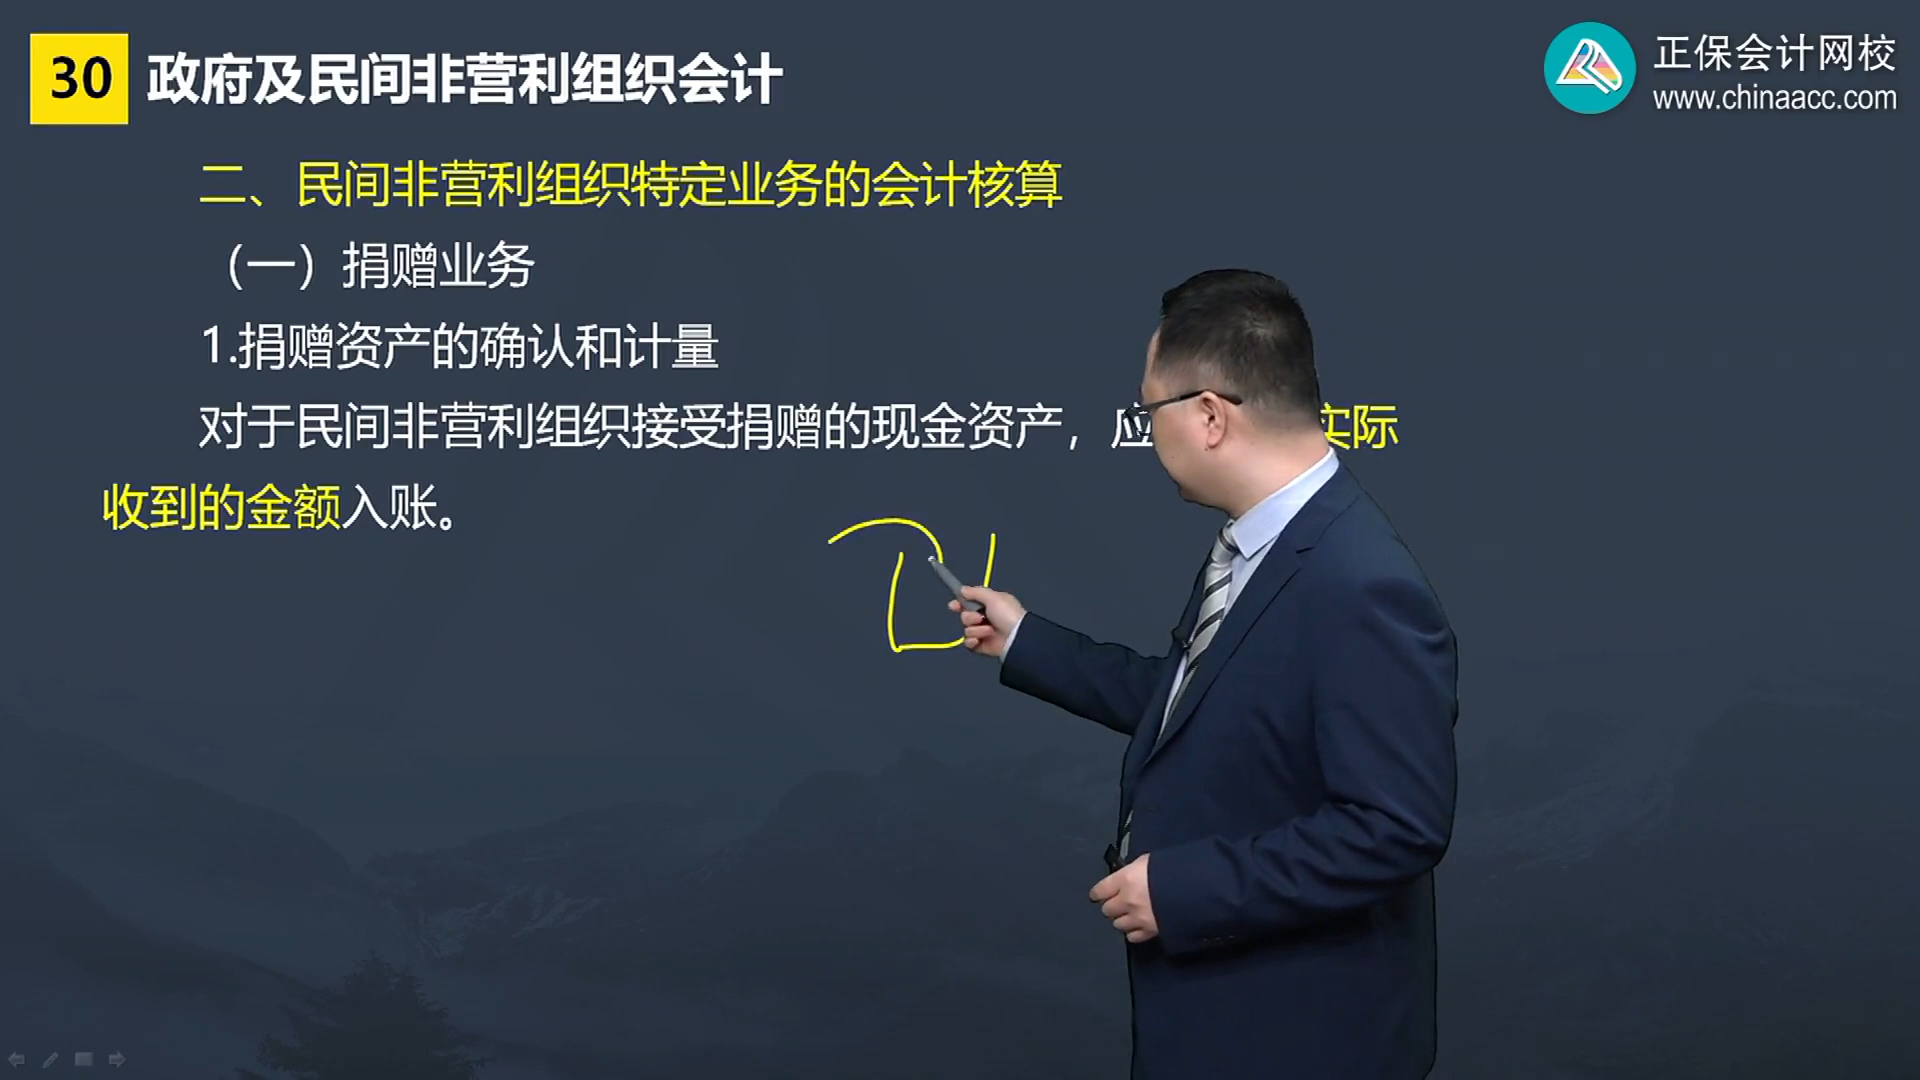 30 政府及民间非营利组织会计
正保会计网校
www.chinaacc.com
二、民间非营利组织特定业务的会计核算
（一）捐赠业务
1.捐赠资产的确认和计量
对于民间非营利组织接受捐赠的现金资产，应 实际
收到的金额入账。